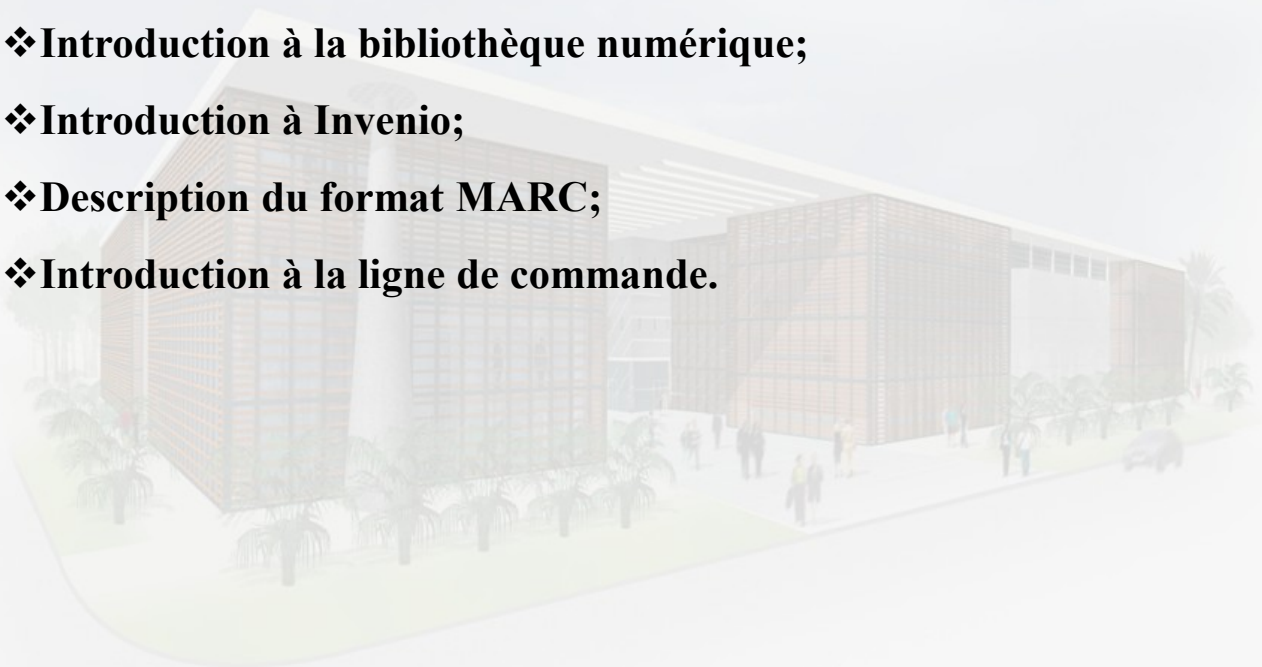 ❖Introduction à la bibliothèque numérique;
❖Introduction à Invenio;
❖Description du format MARC;
❖Introduction à la ligne de commande.